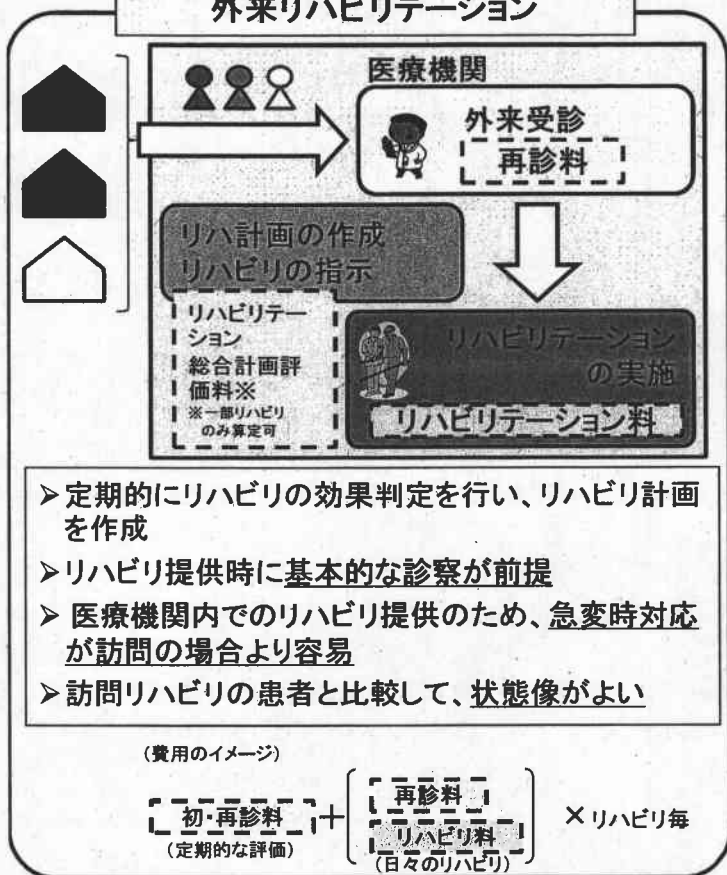 外来リハビリテーション
医療機関
外来受診
再診料
リハ計画の作成
リハビリの指示
リハビリテー
ション
総合計画評
価料※
※一部リハビリ
のみ算定可
リハビリテーション
の実施
リハビリテーション料
➢定期的にリハビリの効果判定を行い、リハビリ計画
を作成
➢リハビリ提供時に基本的な診察が前提
➢ 医療機関内でのリハビリ提供のため、急変時対応
が訪問の場合より容易
➢訪問リハビリの患者と比較して、状態像がよい
(費用のイメージ)
初・再診料
(定期的な評価)
+
再診料
リハビリ料
(日々のリハビリ)
×リハビリ毎